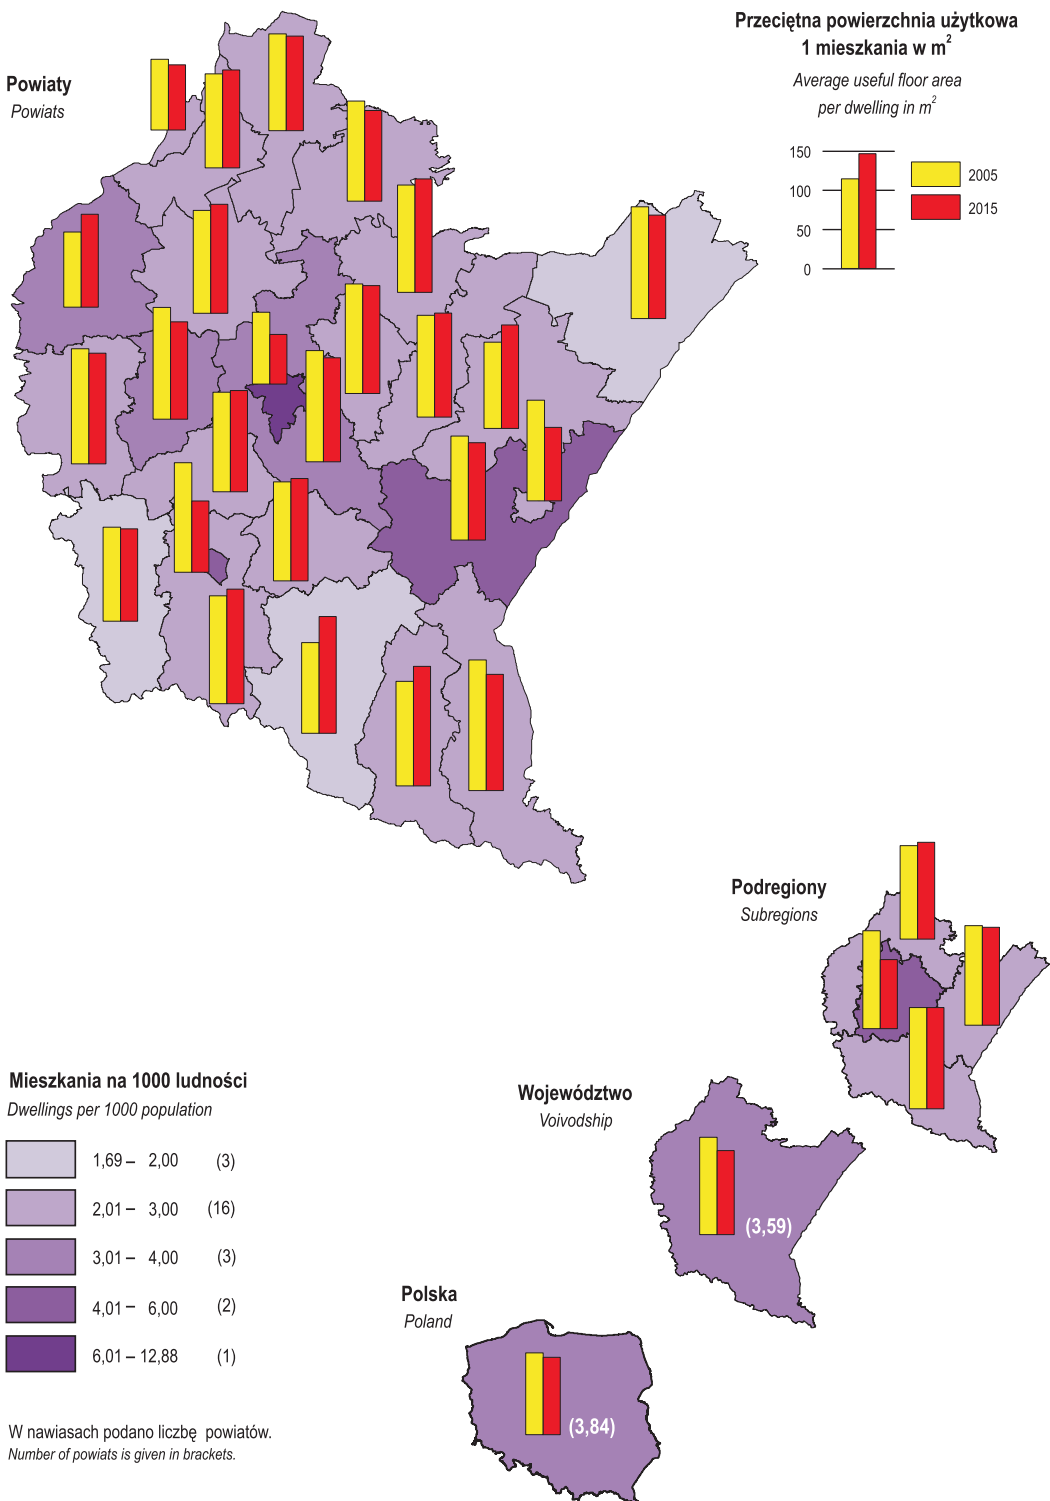 Przeciętna powierzchnia użytkowa
1 mieszkania w m²
Average useful floor area
per dwelling in m²
150
100
50
0
2005
2015
Powiaty
Powiats
Podregiony
Subregions
Województwo
Voivodship
(3,59)
Polska
Poland
(3,84)
Mieszkania na 1000 ludności
Dwellings per 1000 population
1,69 – 2,00 (3)
2,01 – 3,00 (16)
3,01 – 4,00 (3)
4,01 – 6,00 (2)
6,01 – 12,88 (1)
W nawiasach podano liczbę powiatów.
Number of powiats is given in brackets.